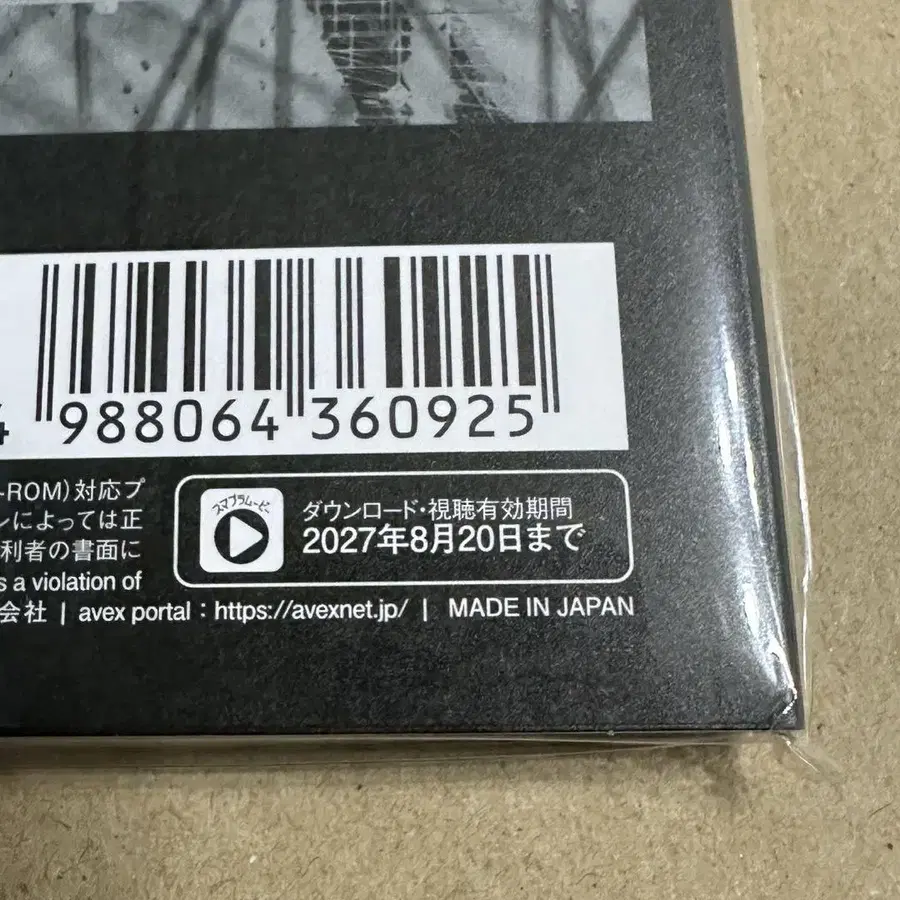 4 988064 360925
-ROM)対応プ
ンによっては正
利者の書面に
s a violation of
会社 | avex portal : https://avexnet.jp/ | MADE IN JAPAN
スマプラムービー
ダウンロード・視聴有効期間
2027年8月20日まで